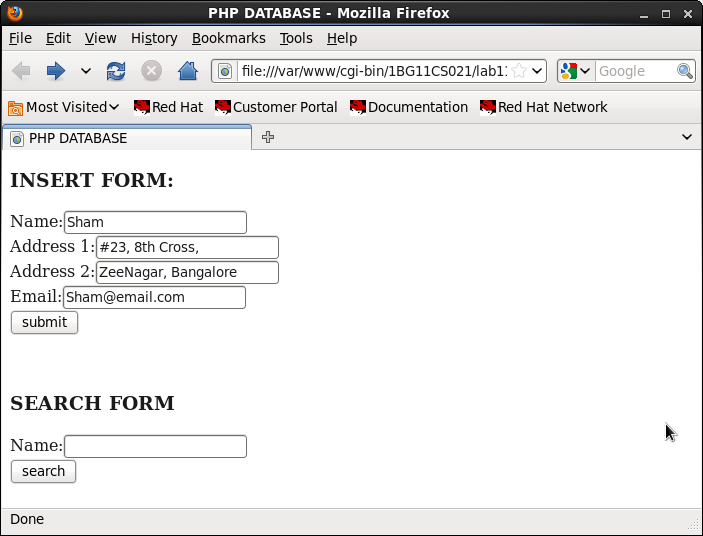 PHP DATABASE - Mozilla Firefox
File Edit View History Bookmarks Tools Help
file:///var/www/cgi-bin/1BG11CS021/lab1 Google
Most Visited Red Hat Customer Portal Documentation Red Hat Network
PHP DATABASE
INSERT FORM:
Name: Sham
Address 1: #23, 8th Cross,
Address 2: ZeeNagar, Bangalore
Email: Sham@email.com
submit
SEARCH FORM
Name:
search
Done